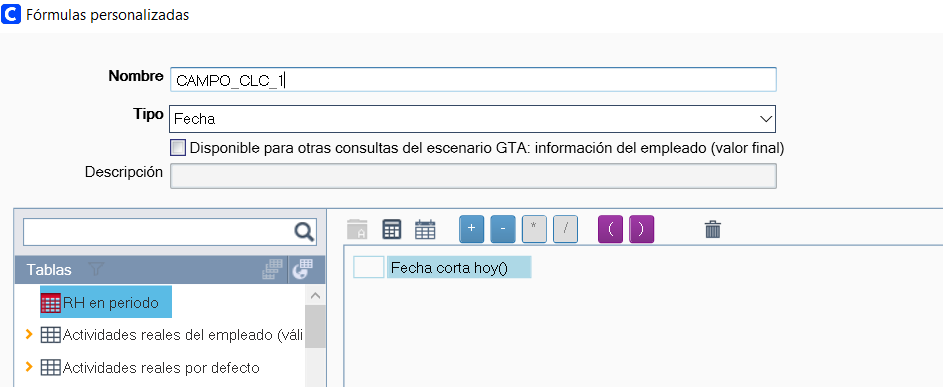 C Fórmulas personalizadas
Nombre CAMPO_CLC_1
Tipo Fecha
Disponible para otras consultas del escenario GTA: información del empleado (valor final)
Descripción
A + - * / ( )
Tablas
Fecha corta hoy()
RH en periodo
Actividades reales del empleado (váli
Actividades reales por defecto